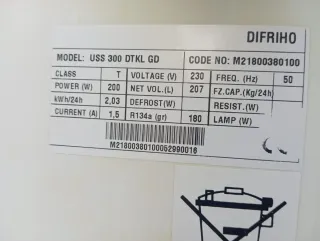 DIFRIHO
MODEL: USS 300 DTKL GD CODE NO: M21800380100
CLASS T VOLTAGE (V) 230 FREQ. (Hz) 50
POWER (W) 200 NET VOL.(L) 207 FZ.CAP.(Kg/24h)
kWh/24h 2,03 DEFROST(W) RESIST.(W)
CURRENT (A) 1,5 R134a (gr) 180 LAMP (W)
M21800380100062990016